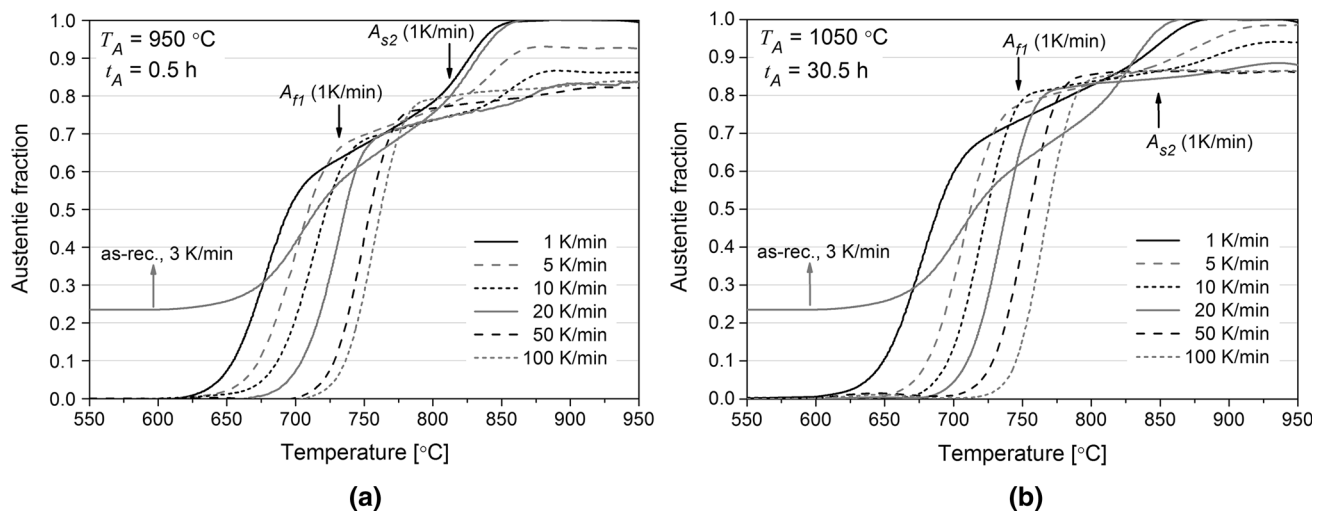 T_A = 950 °C
t_A = 0.5 h
A_s2 (1K/min)
A_f1 (1K/min)
as-rec., 3 K/min
1 K/min
5 K/min
10 K/min
20 K/min
50 K/min
100 K/min
Austentie fraction
1.0
0.9
0.8
0.7
0.6
0.5
0.4
0.3
0.2
0.1
0.0
550 600 650 700 750 800 850 900 950
Temperature [°C]
(a)
T_A = 1050 °C
t_A = 30.5 h
A_f1 (1K/min)
A_s2 (1K/min)
as-rec., 3 K/min
1 K/min
5 K/min
10 K/min
20 K/min
50 K/min
100 K/min
Austentie fraction
1.0
0.9
0.8
0.7
0.6
0.5
0.4
0.3
0.2
0.1
0.0
550 600 650 700 750 800 850 900 950
Temperature [°C]
(b)